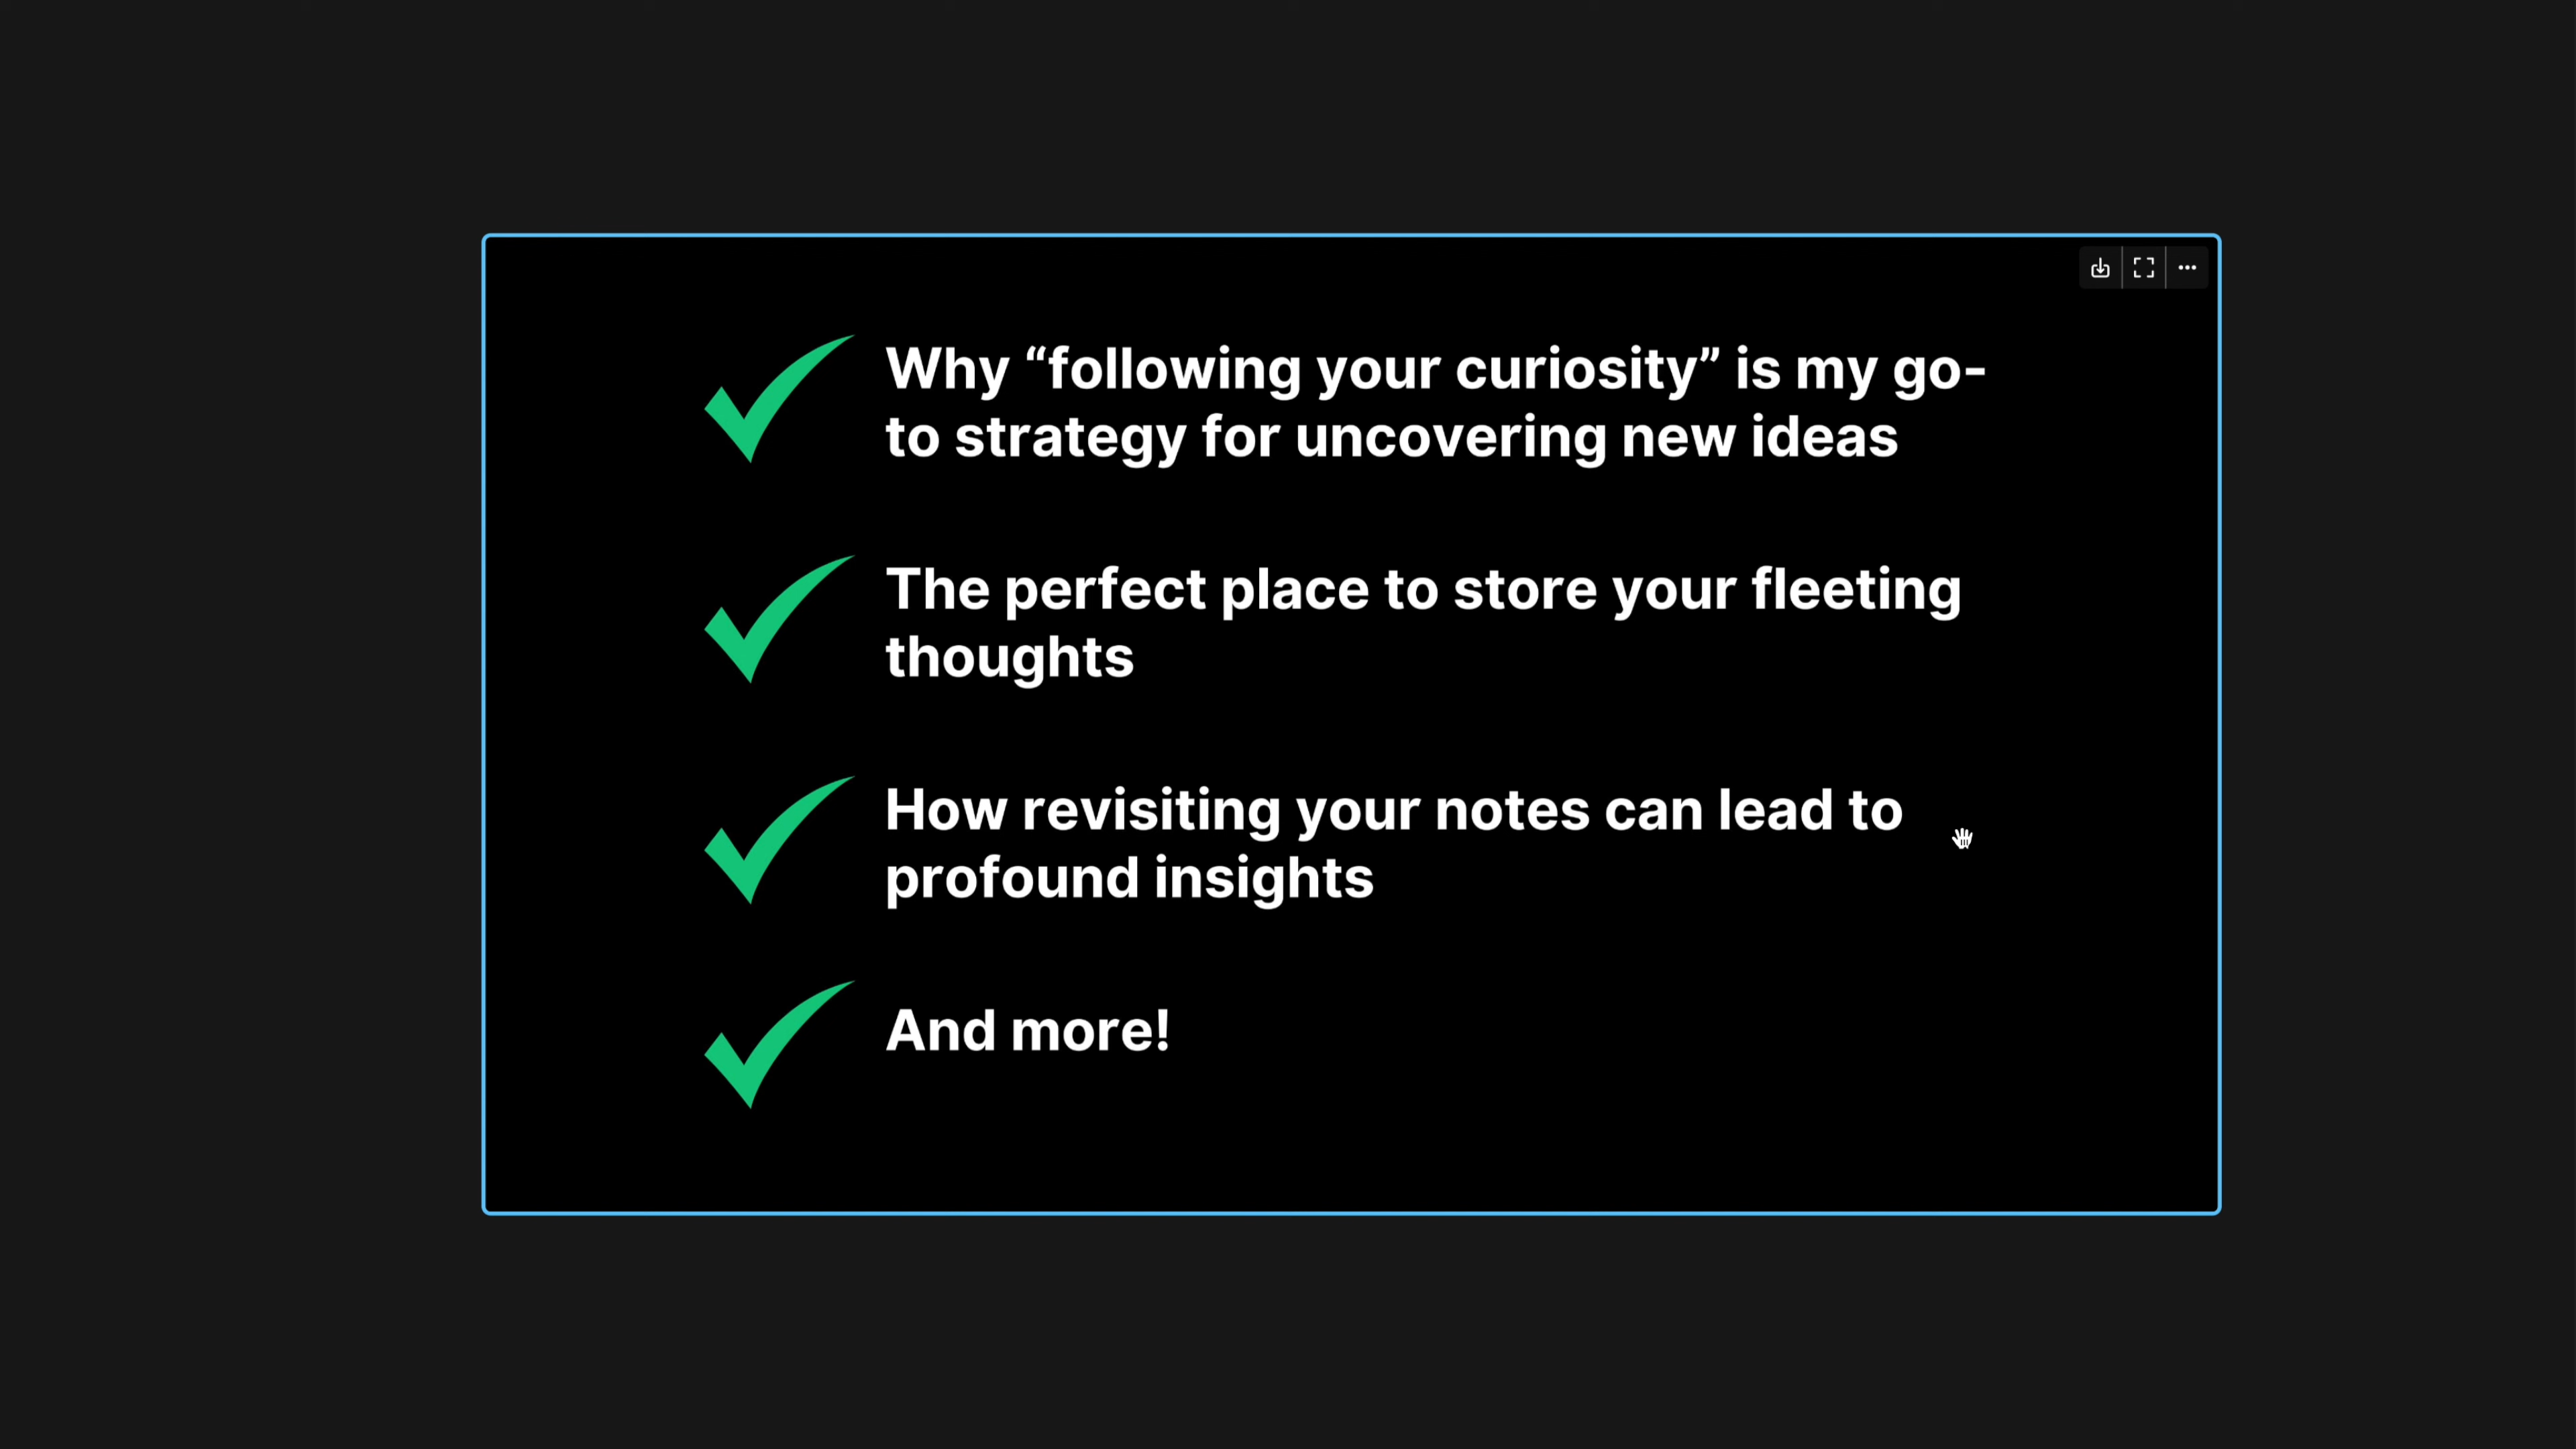 Why “following your curiosity” is my go-
to strategy for uncovering new ideas
The perfect place to store your fleeting
thoughts
How revisiting your notes can lead to
profound insights
And more!